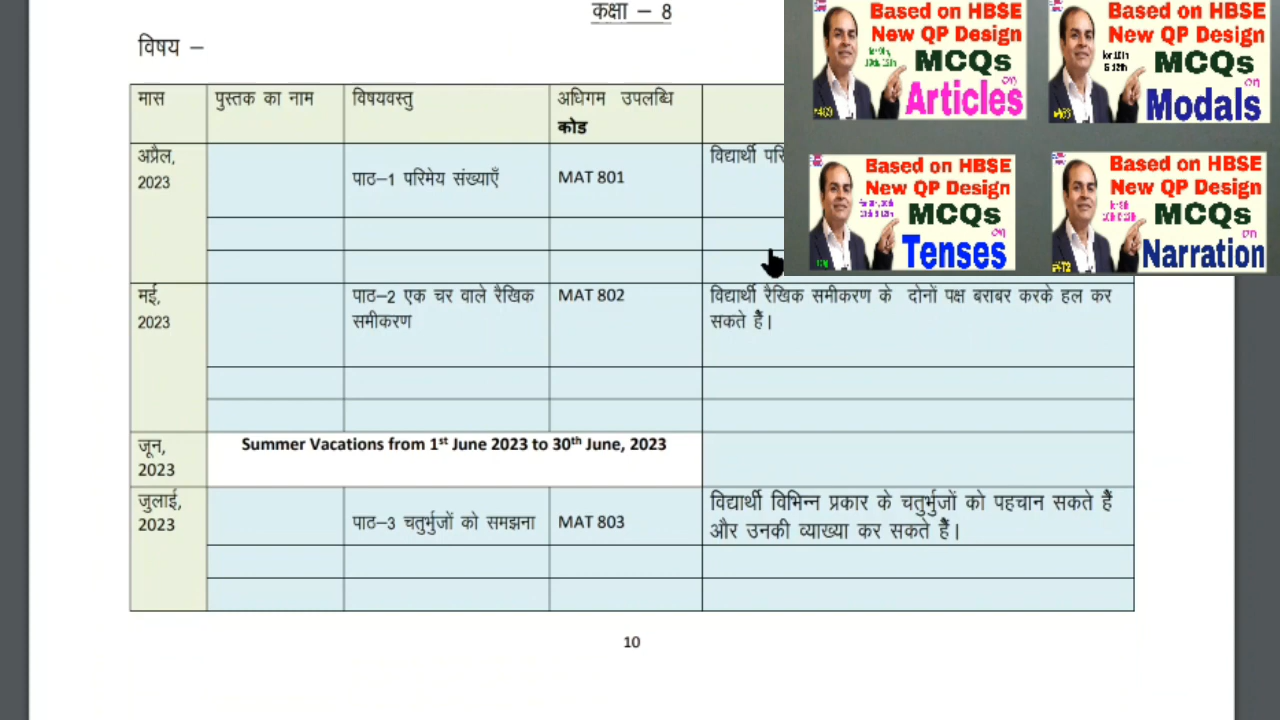 कक्षा – 8
विषय –
मास पुस्तक का नाम विषयवस्तु अधिगम उपलब्धि
कोड
अप्रैल,
2023
पाठ–1 परिमेय संख्याएँ
MAT 801
विद्यार्थी
मई,
2023
पाठ–2 एक चर वाले रैखिक
समीकरण
MAT 802
विद्यार्थी रैखिक समीकरण के दोनों पक्ष बराबर करके हल कर
सकते हैं।
जून,
2023
Summer Vacations from 1st June 2023 to 30th June, 2023
जुलाई,
2023
पाठ–3 चतुर्भुजों को समझना
MAT 803
विद्यार्थी विभिन्न प्रकार के चतुर्भुजों को पहचान सकते हैं
और उनकी व्याख्या कर सकते हैं।
10
Based on HBSE
New QP Design
MCQs
on
Articles
Based on HBSE
New QP Design
MCQs
on
Modals
Based on HBSE
New QP Design
MCQs
on
Tenses
Based on HBSE
New QP Design
MCQs
on
Narration